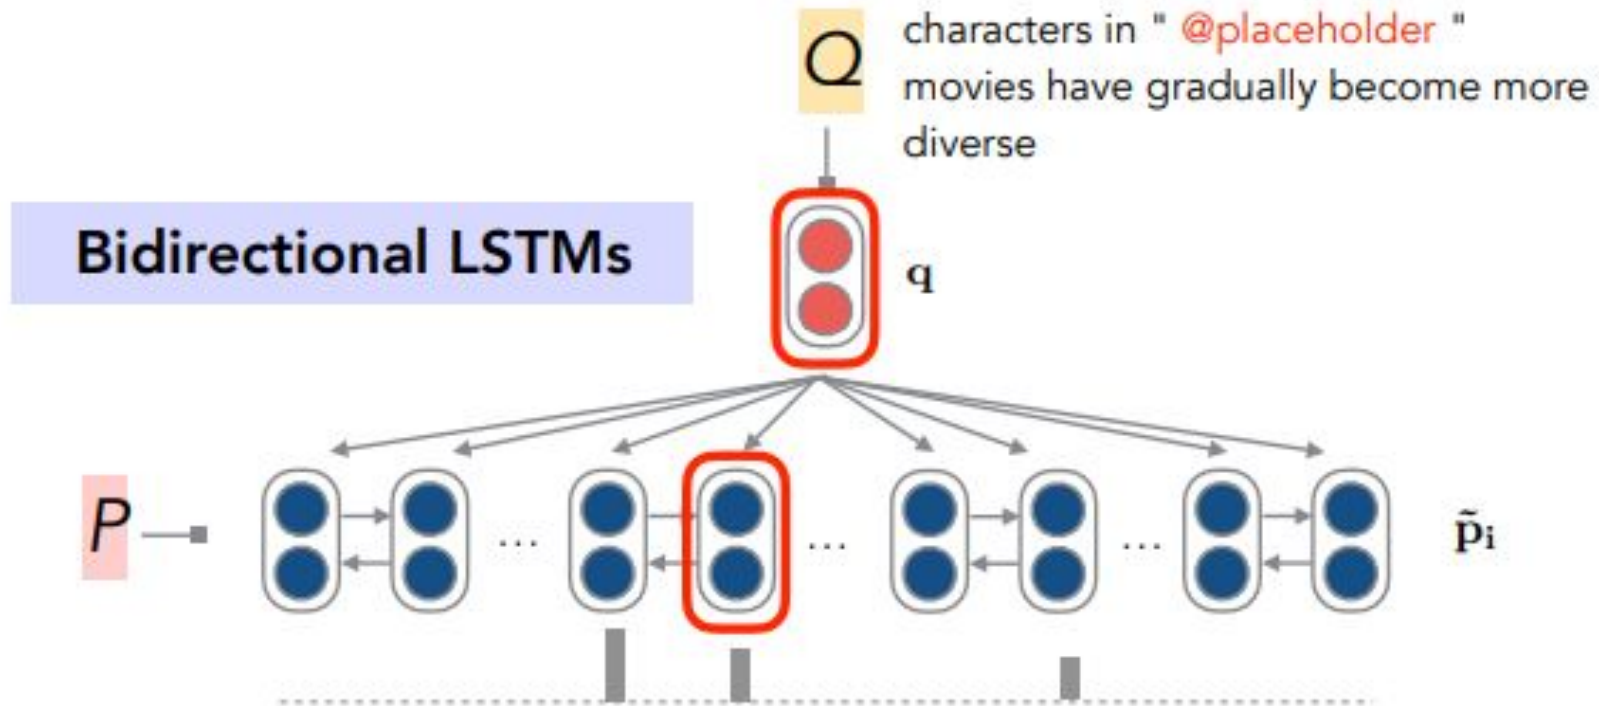 Q
characters in " @placeholder "
movies have gradually become more
diverse
Bidirectional LSTMs
q
P
...
...
...
p̃ᵢ